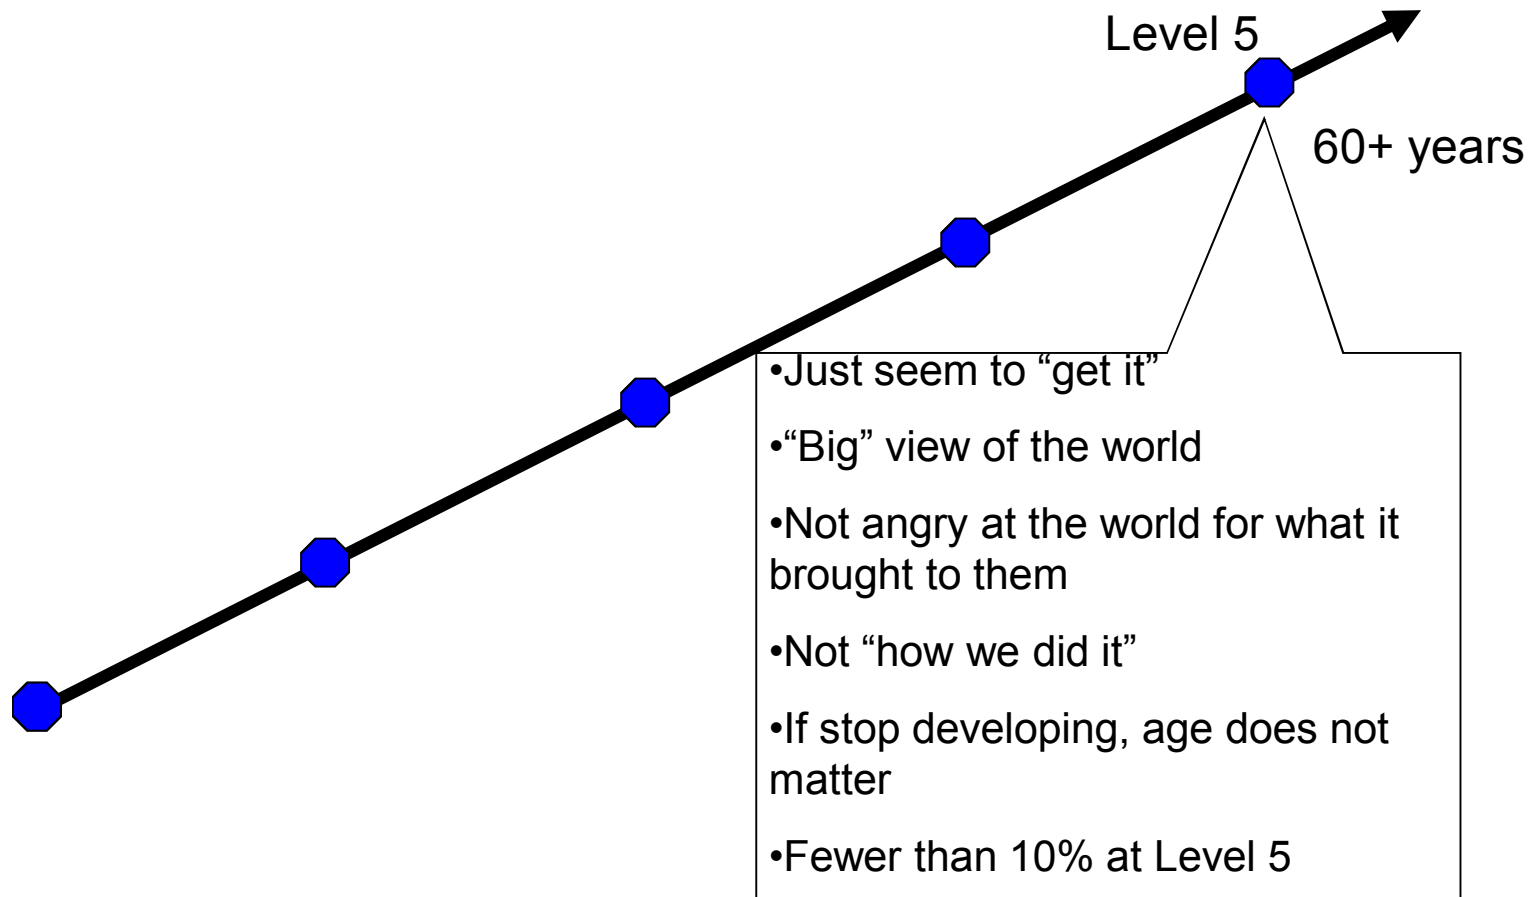 Level 5
60+ years
•Just seem to “get it”
•“Big” view of the world
•Not angry at the world for what it
brought to them
•Not “how we did it”
•If stop developing, age does not
matter
•Fewer than 10% at Level 5